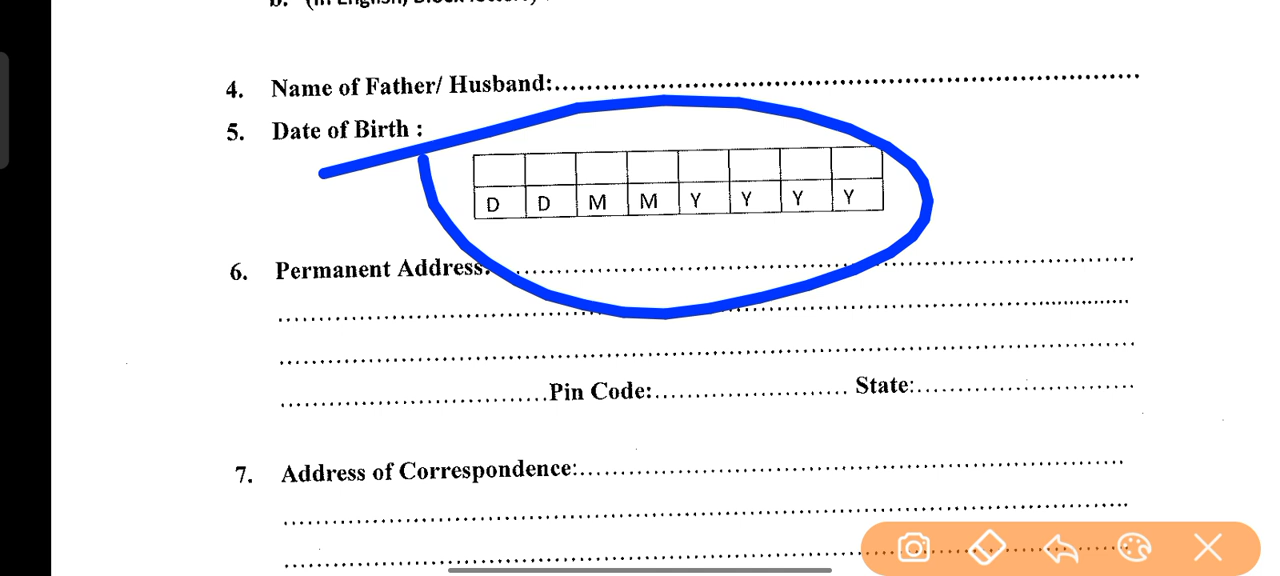 4. Name of Father/ Husband:..........................................................................................
5. Date of Birth :
D D M M Y Y Y Y
6. Permanent Address:..........................................................................................
..........................................................................................
..........................................................................................
.................................Pin Code:........................ State:...........................
7. Address of Correspondence:..........................................................................................
..........................................................................................
..........................................................................................